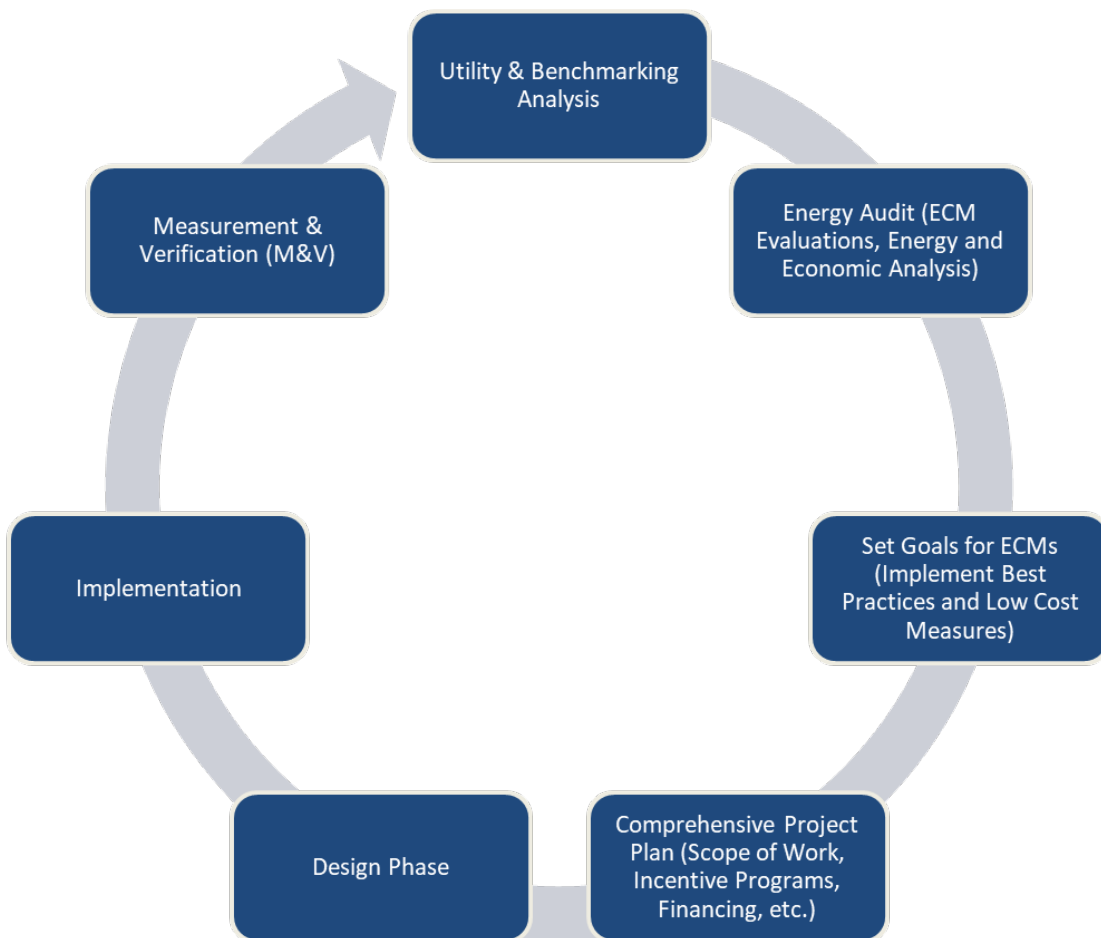 Utility & Benchmarking
Analysis
Energy Audit (ECM
Evaluations, Energy and
Economic Analysis)
Set Goals for ECMs
(Implement Best
Practices and Low Cost
Measures)
Comprehensive Project
Plan (Scope of Work,
Incentive Programs,
Financing, etc.)
Design Phase
Implementation
Measurement &
Verification (M&V)